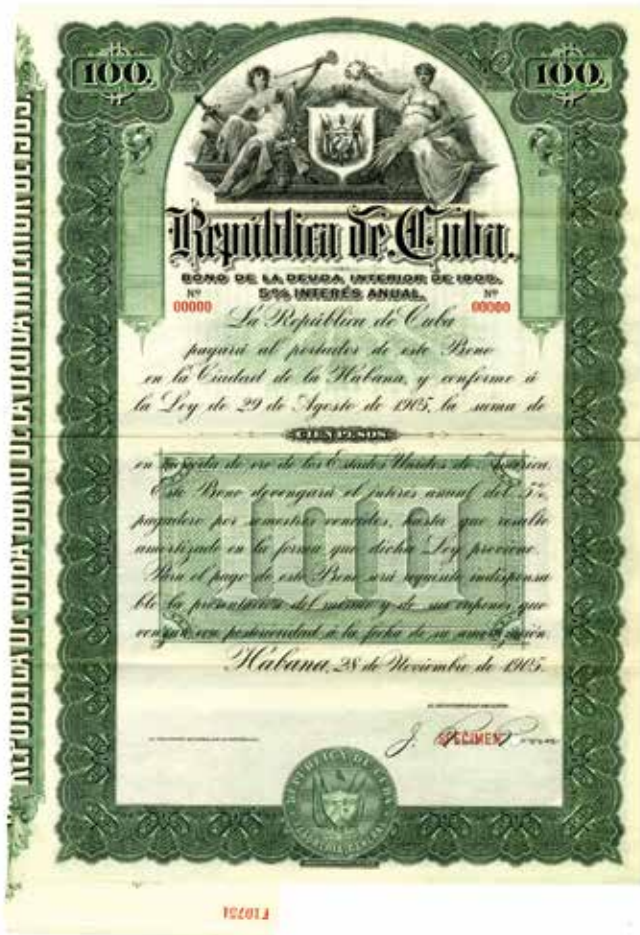 100. 100.
República de Cuba.
BONO DE LA DEUDA INTERIOR DE 1905.
5% INTERÉS ANUAL.
Nº Nº
00000 00000
La República de Cuba
pagará al portador de este Bono
en la Ciudad de la Habana, y conforme á
la Ley de 29 de Agosto de 1905, la suma de
CIEN PESOS
en moneda de oro de los Estados Unidos de America.
Este Bono devengará el interés anual del 5%
pagadero por semestres vencidos, hasta que resulte
amortizado en la forma que dicha Ley previene.
Para el pago de este Bono será requisito indispensa
ble la presentación del mismo y de sus cupones que
venzan con posterioridad á la fecha de su amortización.
Habana, 28 de Noviembre de 1905.
J.
SPECIMEN
REPUBLICA DE CUBA
REPUBLICA DE CUBA BONO DE LA DEUDA INTERIOR DE 1905.
F10751